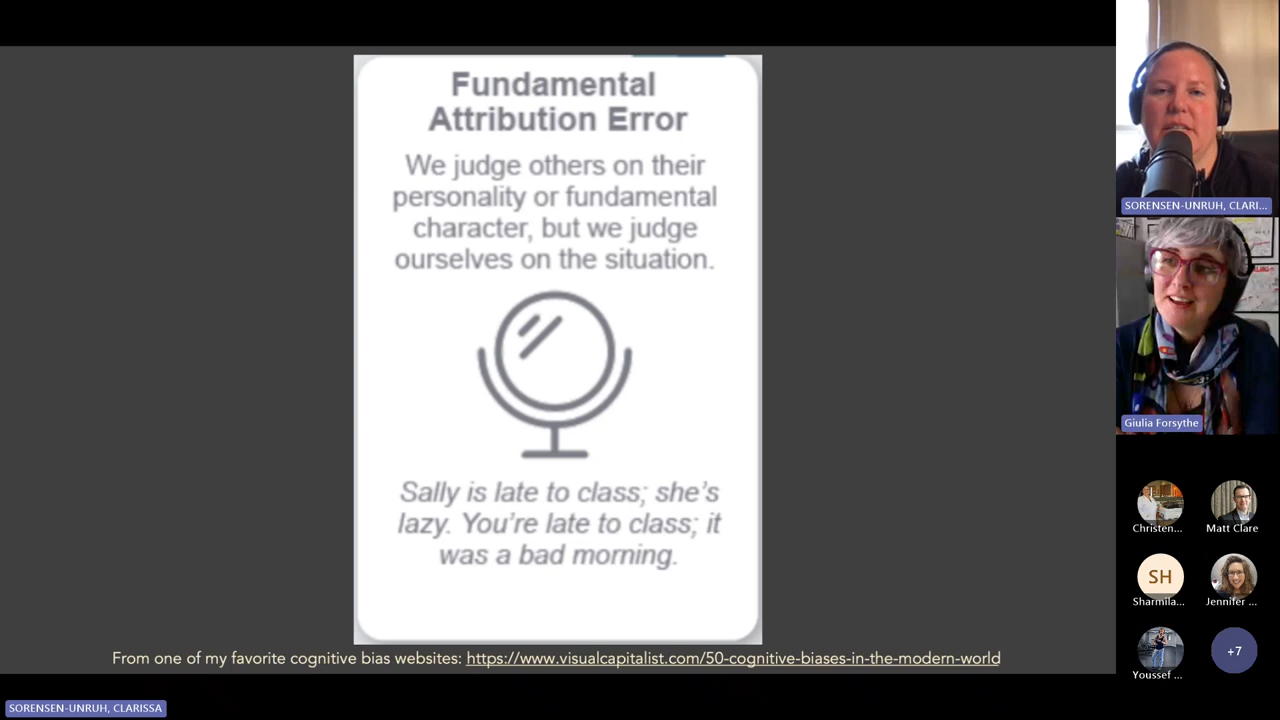 Fundamental
Attribution Error
We judge others on their
personality or fundamental
character, but we judge
ourselves on the situation.
Sally is late to class; she's
lazy. You're late to class; it
was a bad morning.
From one of my favorite cognitive bias websites: https://www.visualcapitalist.com/50-cognitive-biases-in-the-modern-world
SORENSEN-UNRUH, CLARI...
Giulia Forsythe
Christen...
Matt Clare
SH
Sharmila...
Jennifer ...
Youssef ...
+7
SORENSEN-UNRUH, CLARISSA